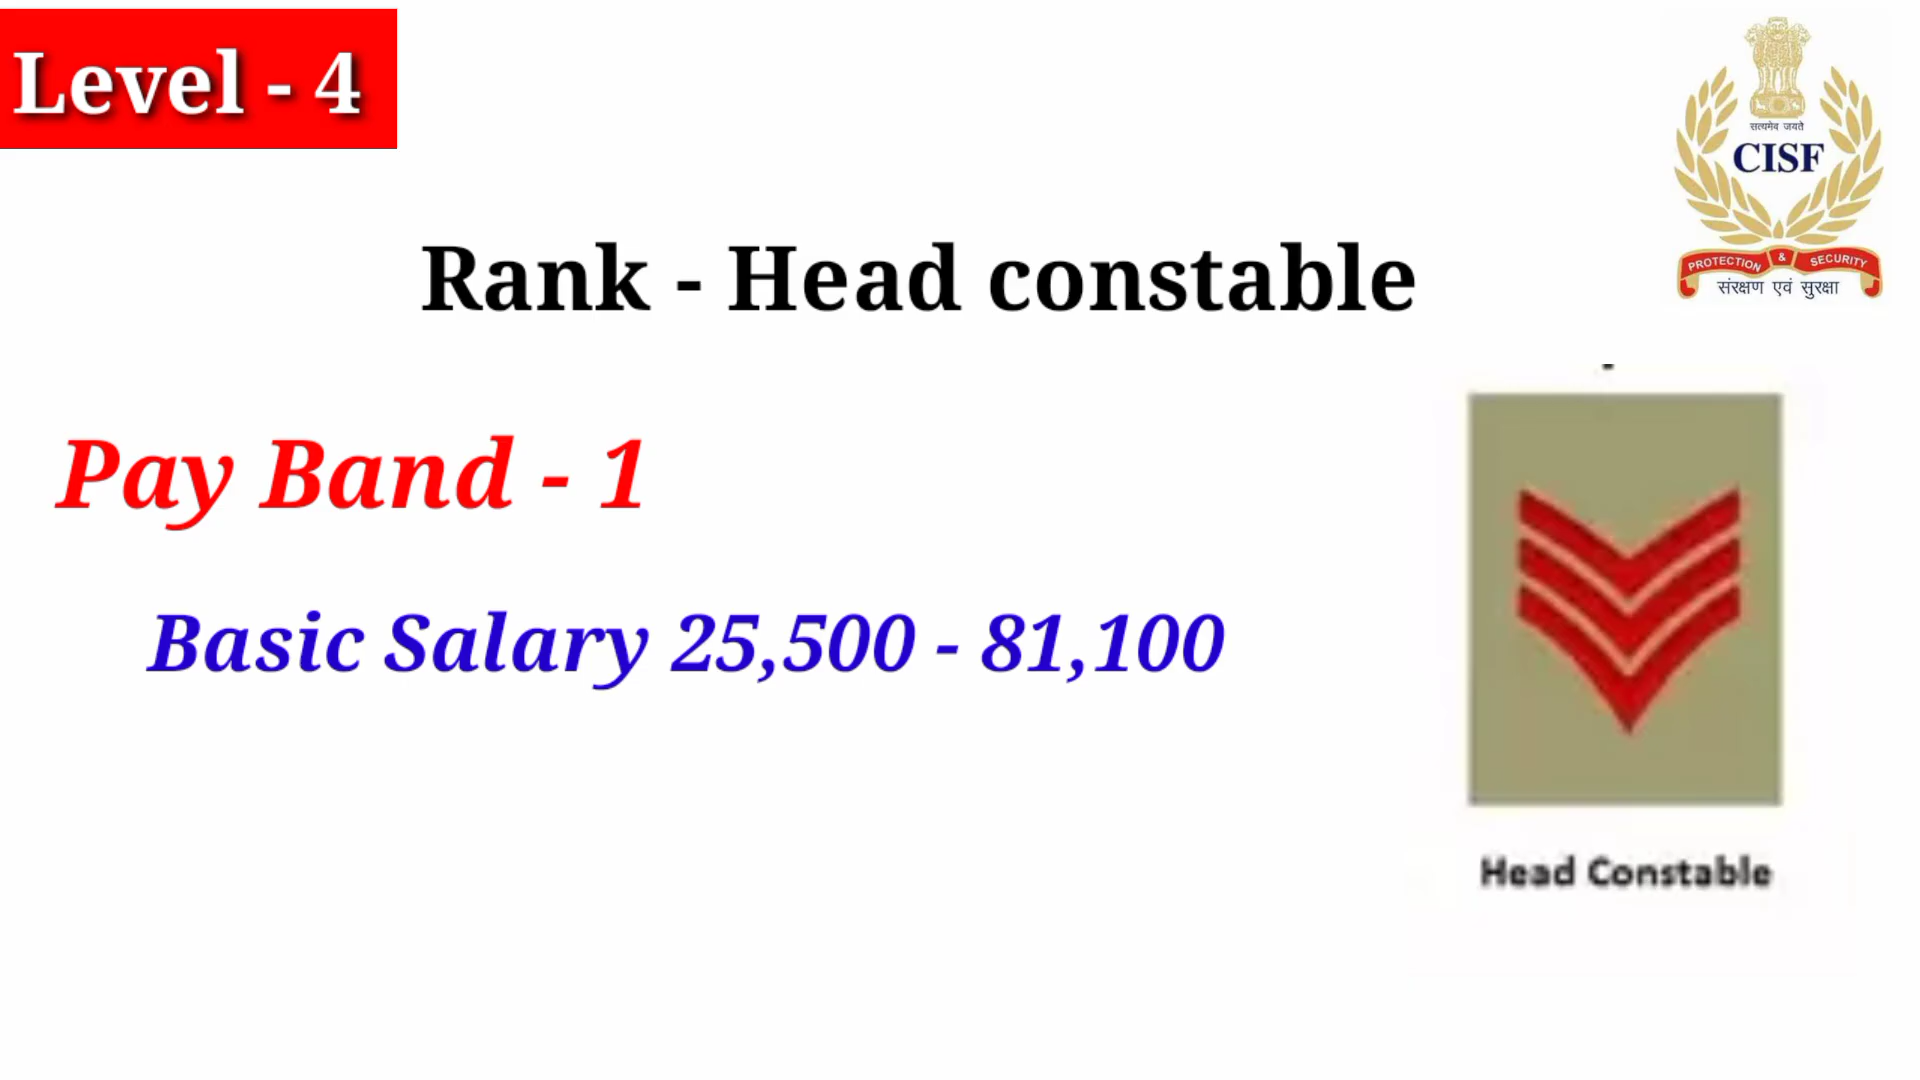 Level - 4
सत्यमेव जयते
CISF
PROTECTION & SECURITY
संरक्षण एवं सुरक्षा
Rank - Head constable
Pay Band - 1
Basic Salary 25,500 - 81,100
Head Constable